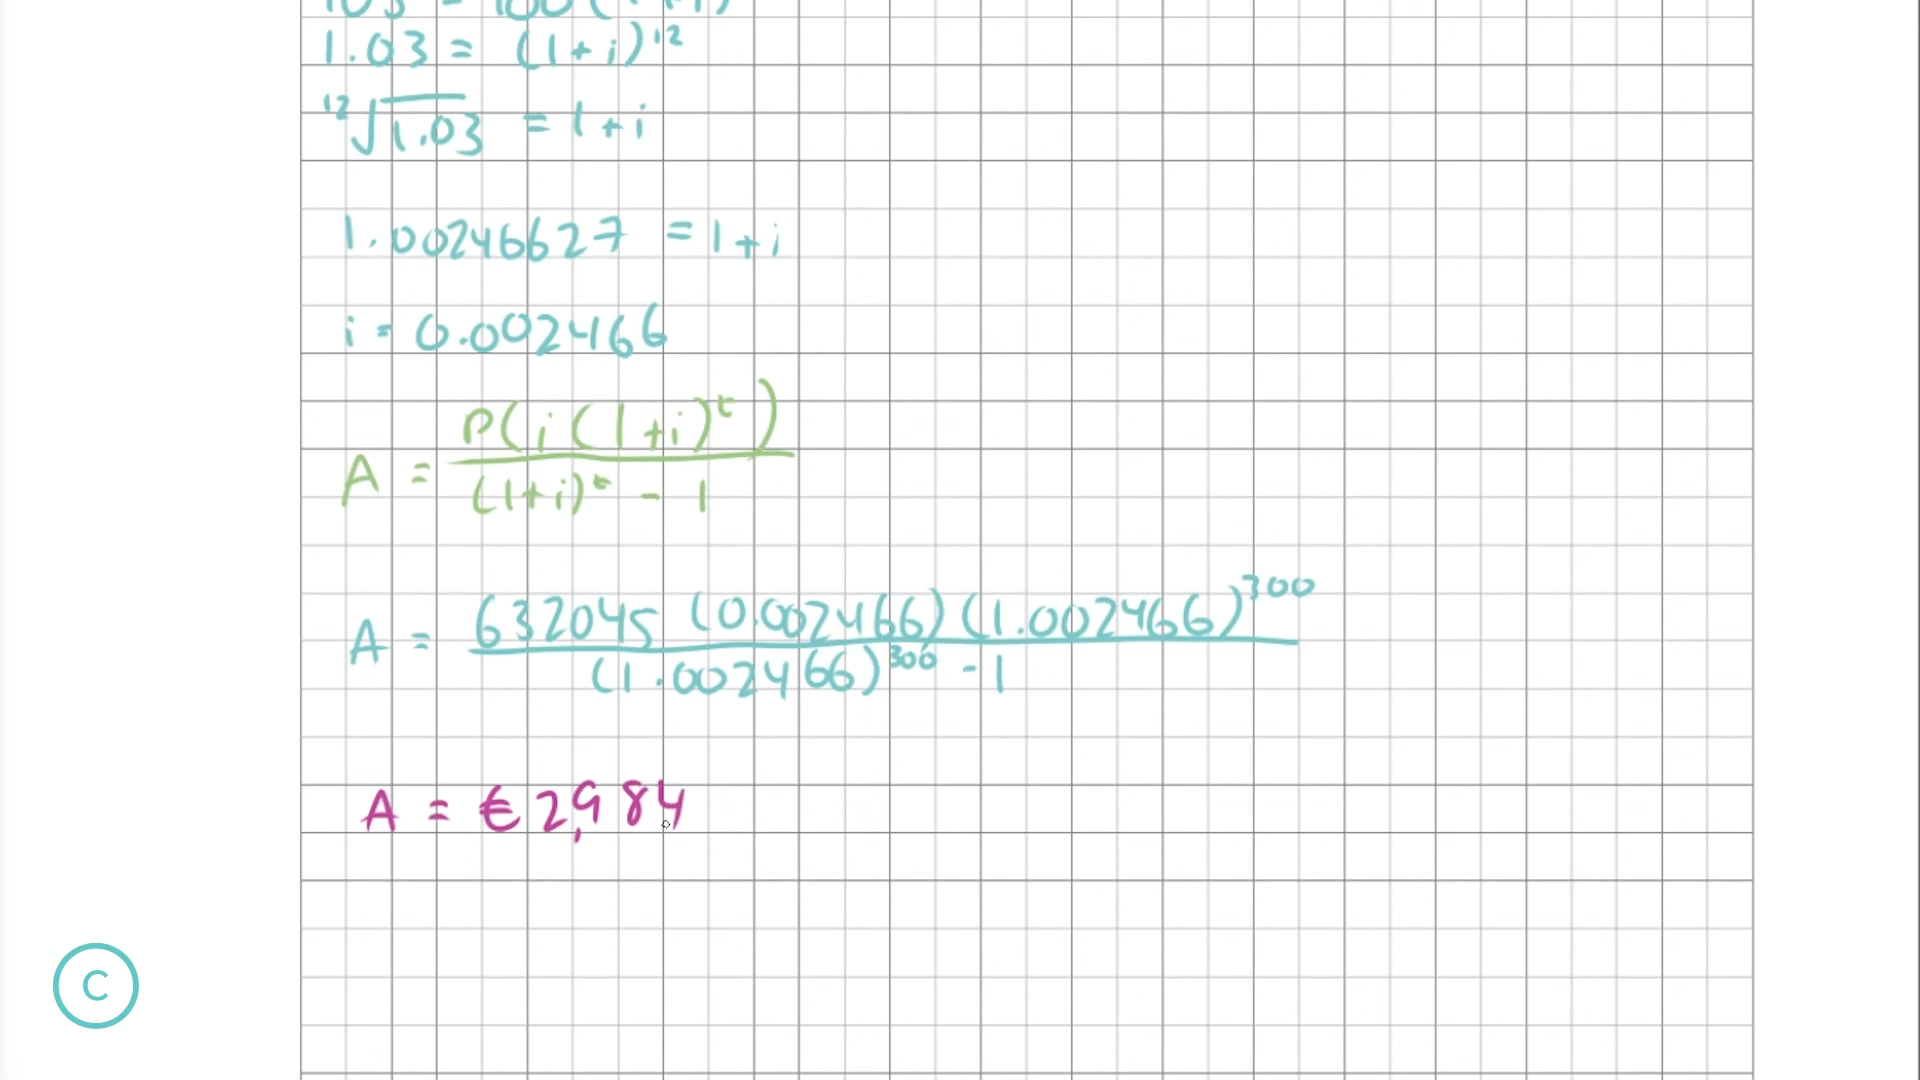 1.03 = (1+i)¹²
¹²√1.03 = 1+i
1.00246627 = 1+i
i = 0.002466
A = P(i(1+i)ᵗ) / (1+i)ᵗ - 1
A = 632045 (0.002466)(1.002466)³⁰⁰ / (1.002466)³⁰⁰ - 1
A = €2,984
C